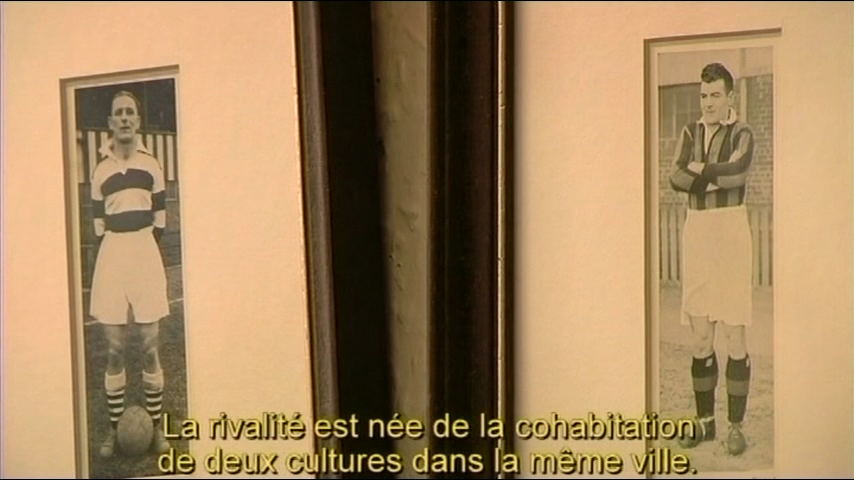 La rivalité est née de la cohabitation
de deux cultures dans la même ville.